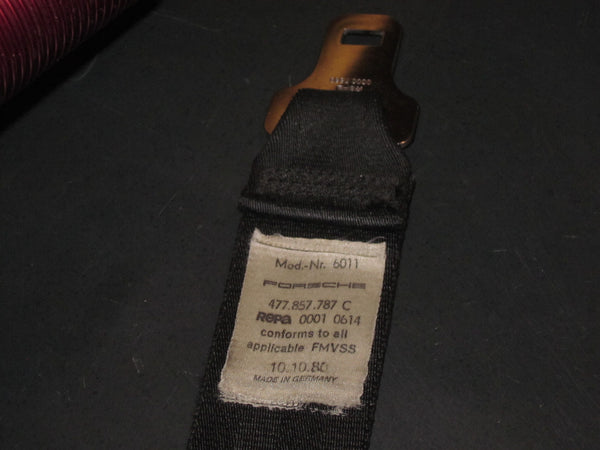 Mod.-Nr. 6011
PORSCHE
477.857.787 C
Repa 0001 0614
conforms to all
applicable FMVSS
10.10.80
MADE IN GERMANY